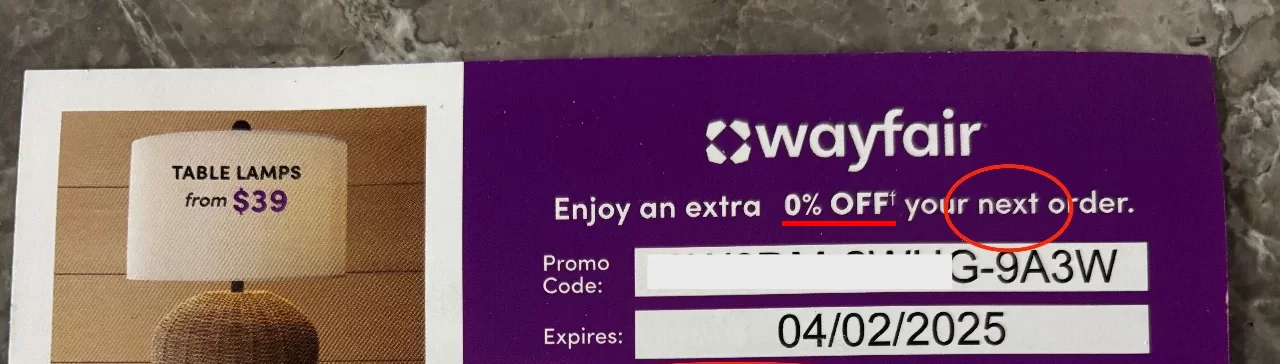 TABLE LAMPS
from $39
wayfair
Enjoy an extra 0% OFF† your next order.
Promo Code:
G-9A3W
Expires: 04/02/2025